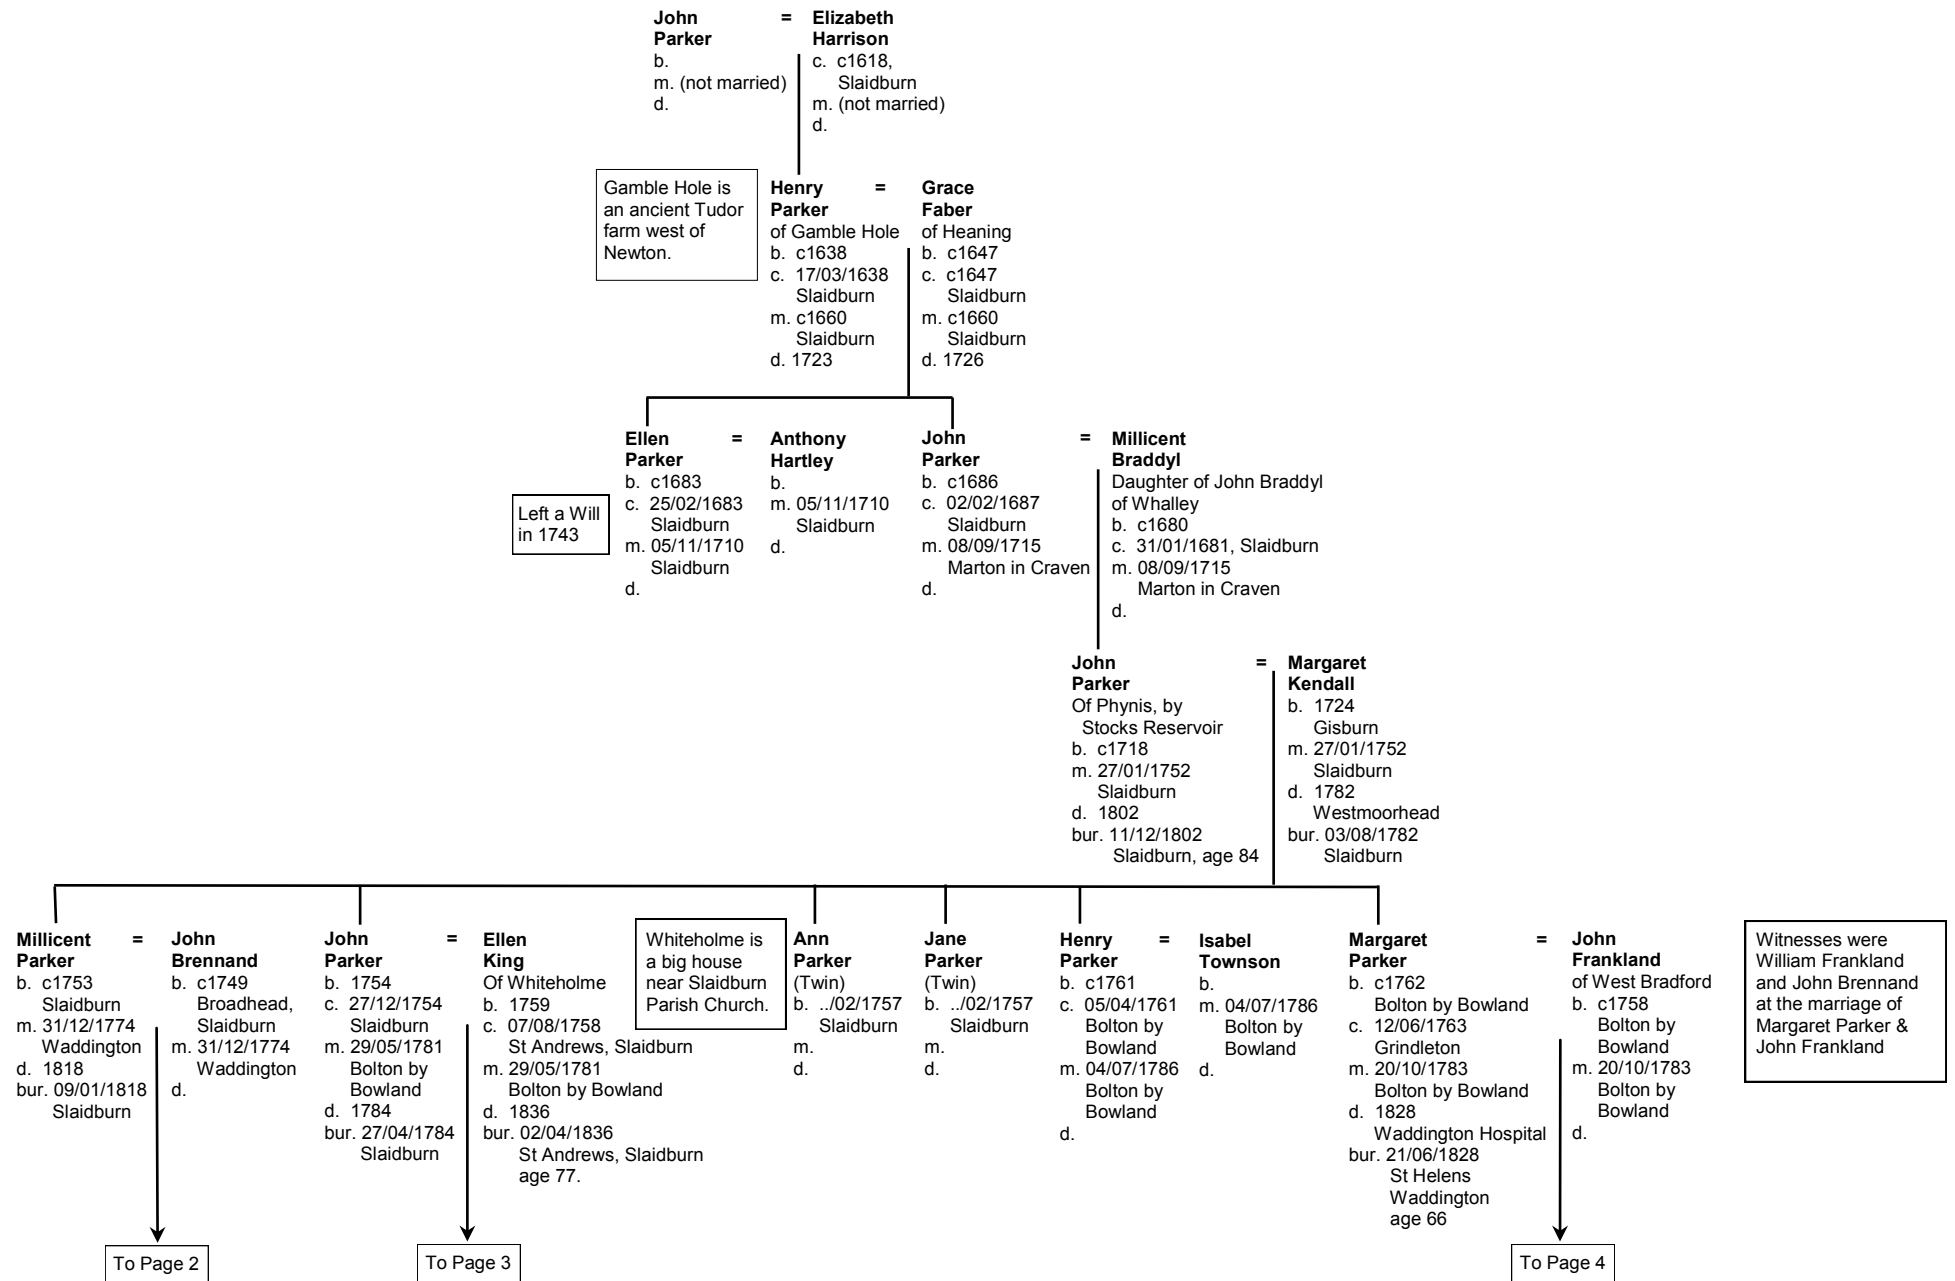 John = Elizabeth
Parker Harrison
b. c. c1618,
m. (not married) Slaidburn
d. m. (not married)
d.
Gamble Hole is
an ancient Tudor
farm west of
Newton.
Henry = Grace
Parker Faber
of Gamble Hole of Heaning
b. c1638 b. c1647
c. 17/03/1638 c. c1647
Slaidburn Slaidburn
m. c1660 m. c1660
Slaidburn Slaidburn
d. 1723 d. 1726
Left a Will
in 1743
Ellen =
Parker
b. c1683
c. 25/02/1683
Slaidburn
m. 05/11/1710
Slaidburn
d.
Anthony
Hartley
b.
m. 05/11/1710
Slaidburn
d.
John =
Parker
b. c1686
c. 02/02/1687
Slaidburn
m. 08/09/1715
Marton in Craven
d.
Millicent
Braddyl
Daughter of John Braddyl
of Whalley
b. c1680
c. 31/01/1681, Slaidburn
m. 08/09/1715
Marton in Craven
d.
John =
Parker
Of Phynis, by
Stocks Reservoir
b. c1718
m. 27/01/1752
Slaidburn
d. 1802
bur. 11/12/1802
Slaidburn, age 84
Margaret
Kendall
b. 1724
Gisburn
m. 27/01/1752
Slaidburn
d. 1782
Westmoorhead
bur. 03/08/1782
Slaidburn
Millicent =
Parker
b. c1753
Slaidburn
m. 31/12/1774
Waddington
d. 1818
bur. 09/01/1818
Slaidburn
John
Brennand
b. c1749
Broadhead,
Slaidburn
m. 31/12/1774
Waddington
d.
John =
Parker
b. 1754
c. 27/12/1754
Slaidburn
m. 29/05/1781
Bolton by
Bowland
d. 1784
bur. 27/04/1784
Slaidburn
Ellen
King
Of Whiteholme
b. 1759
c. 07/08/1758
St Andrews, Slaidburn
m. 29/05/1781
Bolton by Bowland
d. 1836
bur. 02/04/1836
St Andrews, Slaidburn
age 77.
Whiteholme is
a big house
near Slaidburn
Parish Church.
Ann
Parker
(Twin)
b. ../02/1757
Slaidburn
m.
d.
Jane
Parker
(Twin)
b. ../02/1757
Slaidburn
m.
d.
Henry =
Parker
b. c1761
c. 05/04/1761
Bolton by
Bowland
m. 04/07/1786
Bolton by
Bowland
d.
Isabel
Townson
b.
m. 04/07/1786
Bolton by
Bowland
d.
Margaret =
Parker
b. c1762
Bolton by Bowland
c. 12/06/1763
Grindleton
m. 20/10/1783
Bolton by Bowland
d. 1828
Waddington Hospital
bur. 21/06/1828
St Helens
Waddington
age 66
John
Frankland
of West Bradford
b. c1758
Bolton by
Bowland
m. 20/10/1783
Bolton by
Bowland
d.
Witnesses were
William Frankland
and John Brennand
at the marriage of
Margaret Parker &
John Frankland
To Page 2
To Page 3
To Page 4